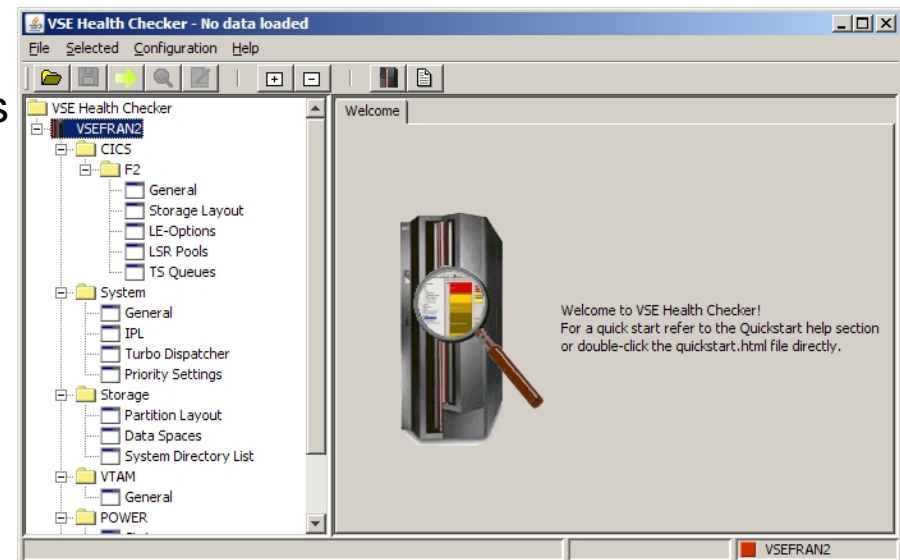 VSE Health Checker - No data loaded
File Selected Configuration Help
s
VSE Health Checker
VSEFRAN2
CICS
F2
General
Storage Layout
LE-Options
LSR Pools
TS Queues
System
General
IPL
Turbo Dispatcher
Priority Settings
Storage
Partition Layout
Data Spaces
System Directory List
VTAM
General
POWER
Welcome
Welcome to VSE Health Checker!
For a quick start refer to the Quickstart help section
or double-click the quickstart.html file directly.
VSEFRAN2